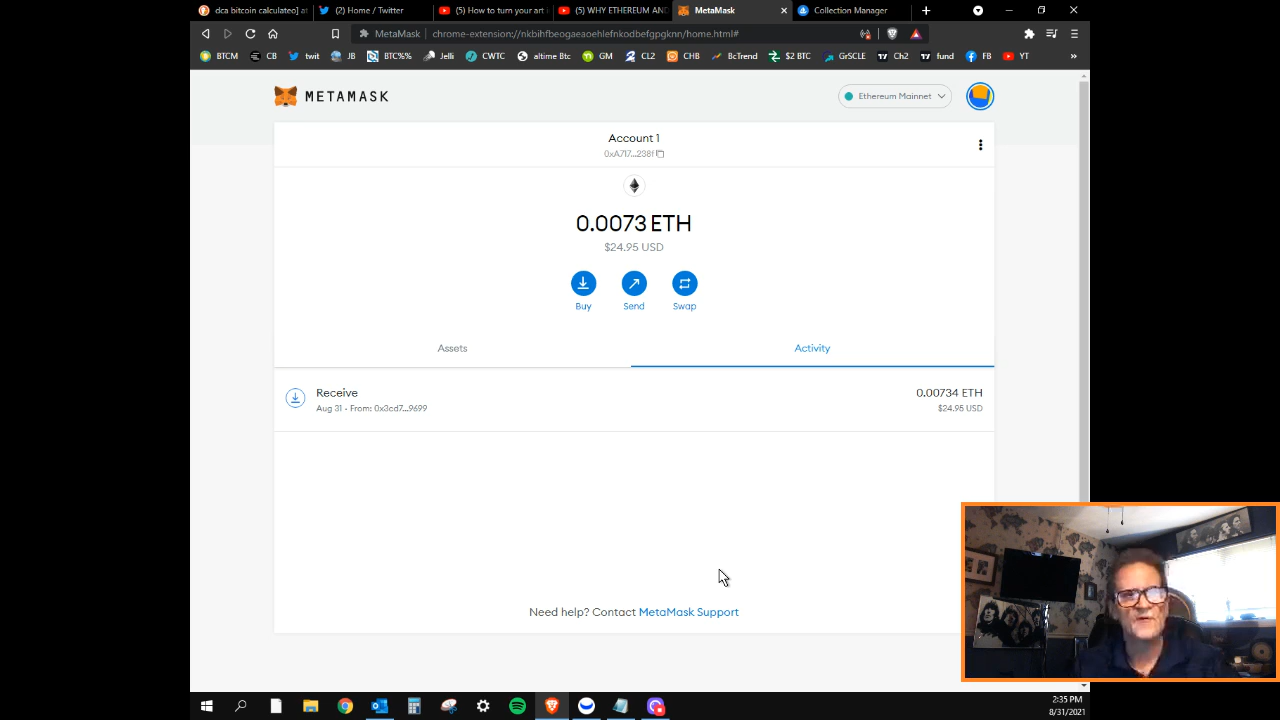 dca bitcoin calculateo] at
(2) Home / Twitter
(5) How to turn your art i
(5) WHY ETHEREUM AND
MetaMask
Collection Manager
MetaMask
chrome-extension://nkbihfbeogaeaoehlefnkodbefgpgknn/home.html#
BTCM
CB
twit
JB
BTC%%
Jelli
CWTC
altime Btc
GM
CL2
CHB
BcTrend
$2 BTC
GrSCLE
Ch2
fund
FB
YT
METAMASK
Ethereum Mainnet
Account 1
0xA717...238f
0.0073 ETH
$24.95 USD
Buy
Send
Swap
Assets
Activity
Receive
0.00734 ETH
Aug 31 · From: 0x3cd7...9699
$24.95 USD
Need help? Contact MetaMask Support
2:35 PM
8/31/2021